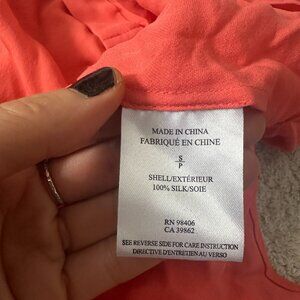 MADE IN CHINA
FABRIQUÉ EN CHINE
S
P
SHELL/EXTÉRIEUR
100% SILK/SOIE
RN 98406
CA 39862
SEE REVERSE SIDE FOR CARE INSTRUCTION
DIRECTIVE D'ENTRETIEN AU VERSO